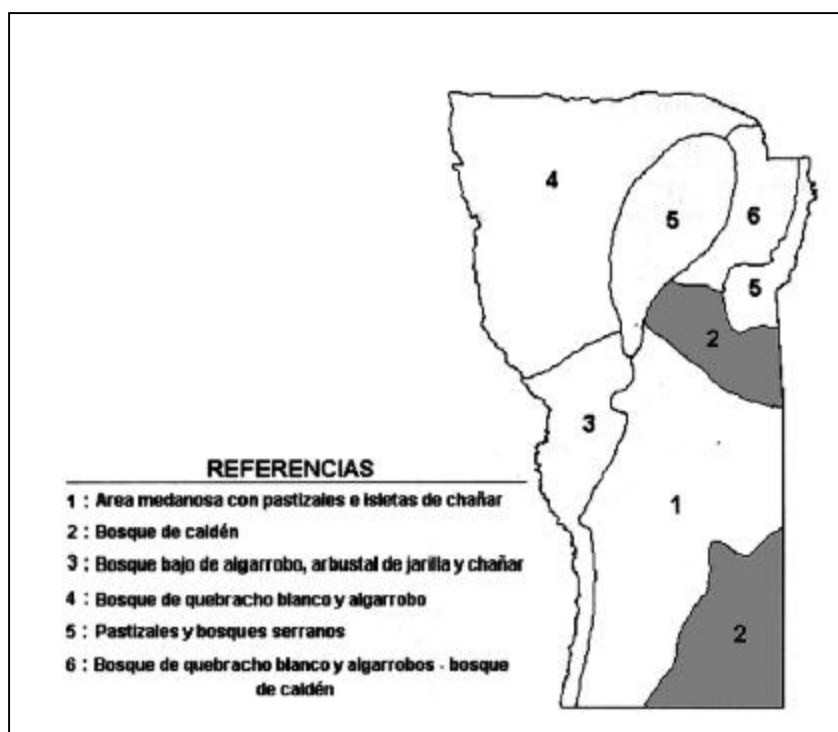 4
5
6
5
2
3
1
2
REFERENCIAS
1 : Area medanosa con pastizales e isletas de chañar
2: Bosque de caldén
3 ; Bosque bajo de algarrobo, arbustal de jarilla y chañar
4 : Bosque de quebracho blanco y algarrobo
5 : Pastizales y bosques serranos
6 : Bosque de quebracho blanco y algarrobos - bosque
de caldén